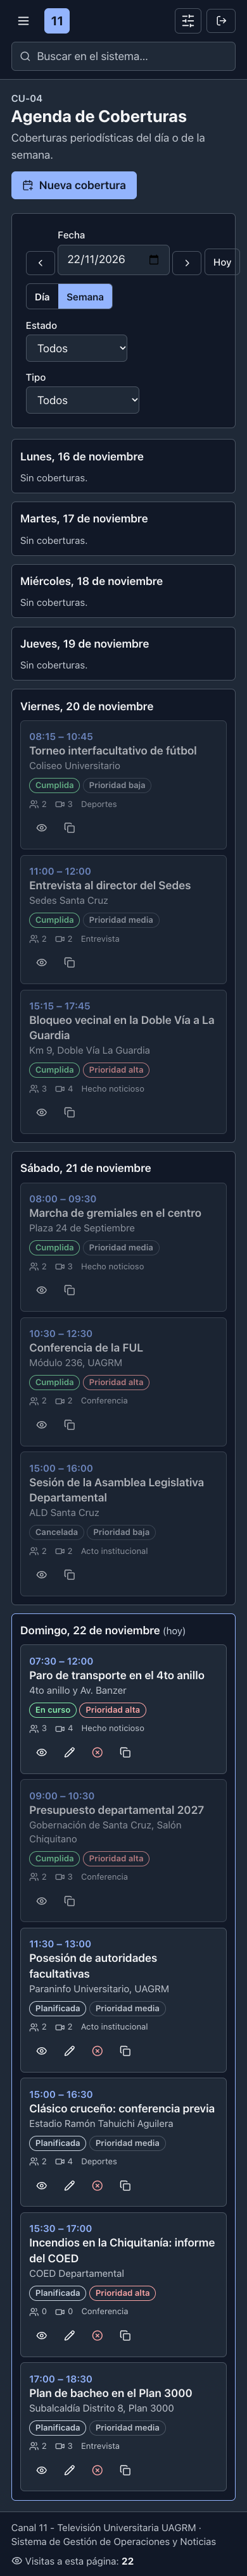 11
Buscar en el sistema...
CU-04
Agenda de Coberturas
Coberturas periodísticas del día o de la
semana.
Nueva cobertura
Fecha
22/11/2026
Hoy
Día Semana
Estado
Todos
Tipo
Todos
Lunes, 16 de noviembre
Sin coberturas.
Martes, 17 de noviembre
Sin coberturas.
Miércoles, 18 de noviembre
Sin coberturas.
Jueves, 19 de noviembre
Sin coberturas.
Viernes, 20 de noviembre
08:15 – 10:45
Torneo interfacultativo de fútbol
Coliseo Universitario
Cumplida Prioridad baja
2 3 Deportes
11:00 – 12:00
Entrevista al director del Sedes
Sedes Santa Cruz
Cumplida Prioridad media
2 2 Entrevista
15:15 – 17:45
Bloqueo vecinal en la Doble Vía a La
Guardia
Km 9, Doble Vía La Guardia
Cumplida Prioridad alta
3 4 Hecho noticioso
Sábado, 21 de noviembre
08:00 – 09:30
Marcha de gremiales en el centro
Plaza 24 de Septiembre
Cumplida Prioridad media
2 3 Hecho noticioso
10:30 – 12:30
Conferencia de la FUL
Módulo 236, UAGRM
Cumplida Prioridad alta
2 2 Conferencia
15:00 – 16:00
Sesión de la Asamblea Legislativa
Departamental
ALD Santa Cruz
Cancelada Prioridad baja
2 2 Acto institucional
Domingo, 22 de noviembre (hoy)
07:30 – 12:00
Paro de transporte en el 4to anillo
4to anillo y Av. Banzer
En curso Prioridad alta
3 4 Hecho noticioso
09:00 – 10:30
Presupuesto departamental 2027
Gobernación de Santa Cruz, Salón
Chiquitano
Cumplida Prioridad alta
2 3 Conferencia
11:30 – 13:00
Posesión de autoridades
facultativas
Paraninfo Universitario, UAGRM
Planificada Prioridad media
2 2 Acto institucional
15:00 – 16:30
Clásico cruceño: conferencia previa
Estadio Ramón Tahuichi Aguilera
Planificada Prioridad media
2 4 Deportes
15:30 – 17:00
Incendios en la Chiquitanía: informe
del COED
COED Departamental
Planificada Prioridad alta
0 0 Conferencia
17:00 – 18:30
Plan de bacheo en el Plan 3000
Subalcaldía Distrito 8, Plan 3000
Planificada Prioridad media
2 3 Entrevista
Canal 11 - Televisión Universitaria UAGRM ·
Sistema de Gestión de Operaciones y Noticias
Visitas a esta página: 22